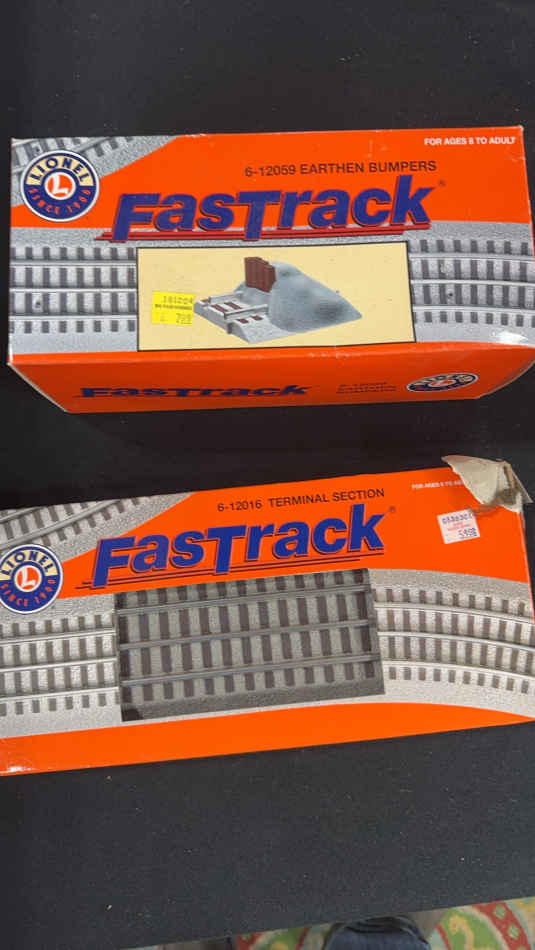 FOR AGES 8 TO ADULT
LIONEL
L
SINCE 1900
6-12059 EARTHEN BUMPERS
FASTRACK®
FASTRACK
LIONEL
6-12016 TERMINAL SECTION
FOR AGES 8 TO
FASTRACK®
LIONEL
L
SINCE 1900